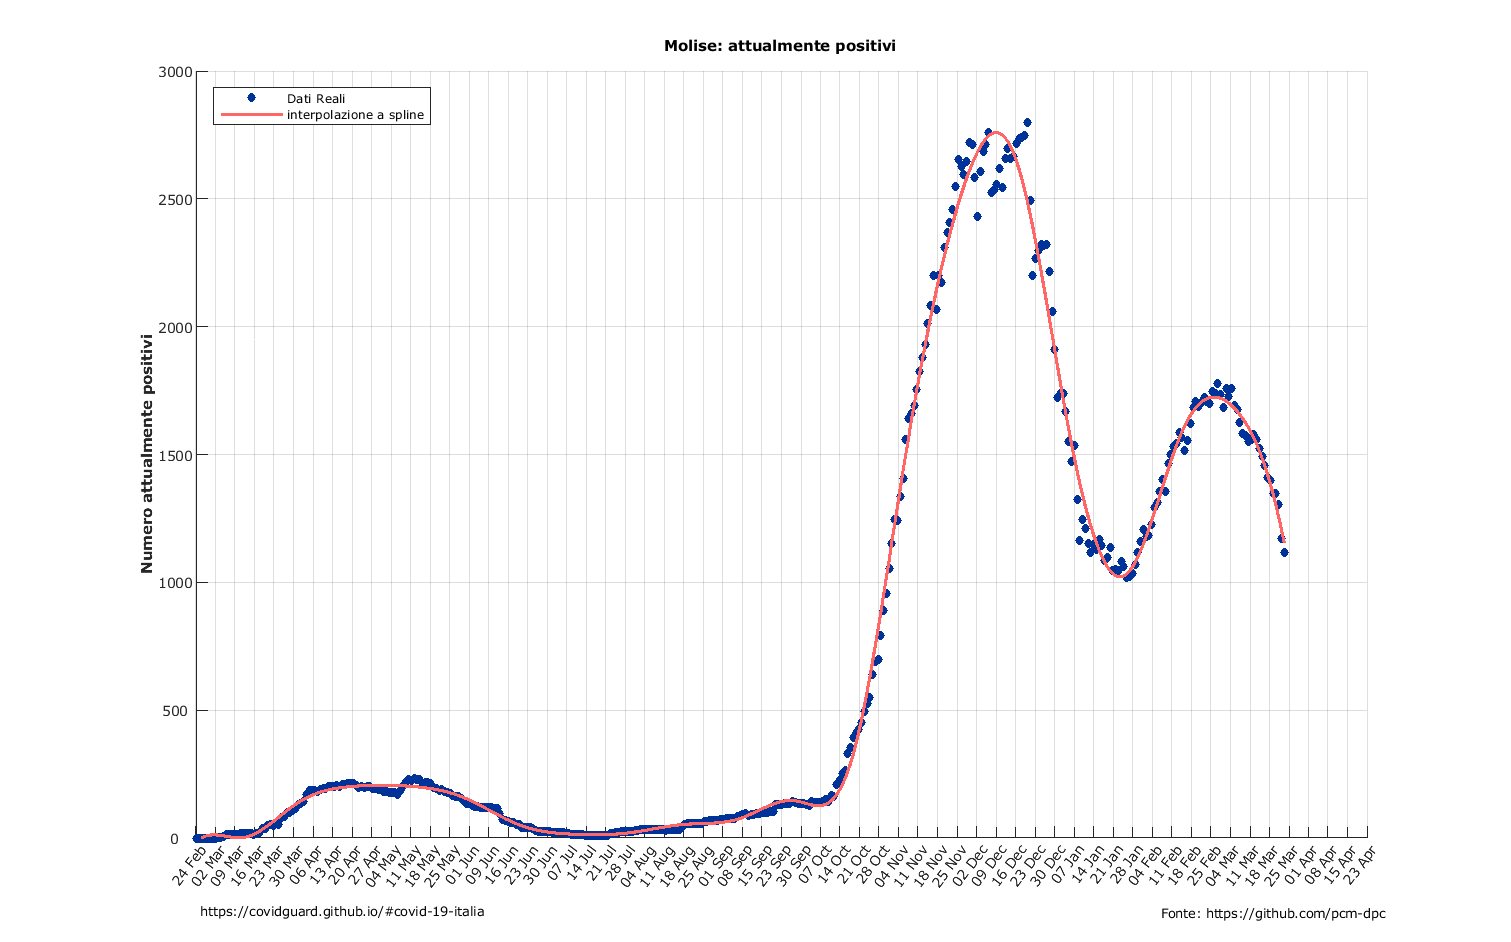 Molise: attualmente positivi
Dati Reali
interpolazione a spline
Numero attualmente positivi
3000
2500
2000
1500
1000
500
0
24 Feb
02 Mar
09 Mar
16 Mar
23 Mar
30 Mar
06 Apr
13 Apr
20 Apr
27 Apr
04 May
11 May
18 May
25 May
01 Jun
09 Jun
16 Jun
23 Jun
30 Jun
07 Jul
14 Jul
21 Jul
28 Jul
04 Aug
11 Aug
18 Aug
25 Aug
01 Sep
08 Sep
15 Sep
23 Sep
30 Sep
07 Oct
14 Oct
21 Oct
28 Oct
04 Nov
11 Nov
18 Nov
25 Nov
02 Dec
09 Dec
16 Dec
23 Dec
30 Dec
07 Jan
14 Jan
21 Jan
28 Jan
04 Feb
11 Feb
18 Feb
25 Feb
04 Mar
11 Mar
18 Mar
25 Mar
01 Apr
08 Apr
15 Apr
23 Apr
https://covidguard.github.io/#covid-19-italia
Fonte: https://github.com/pcm-dpc